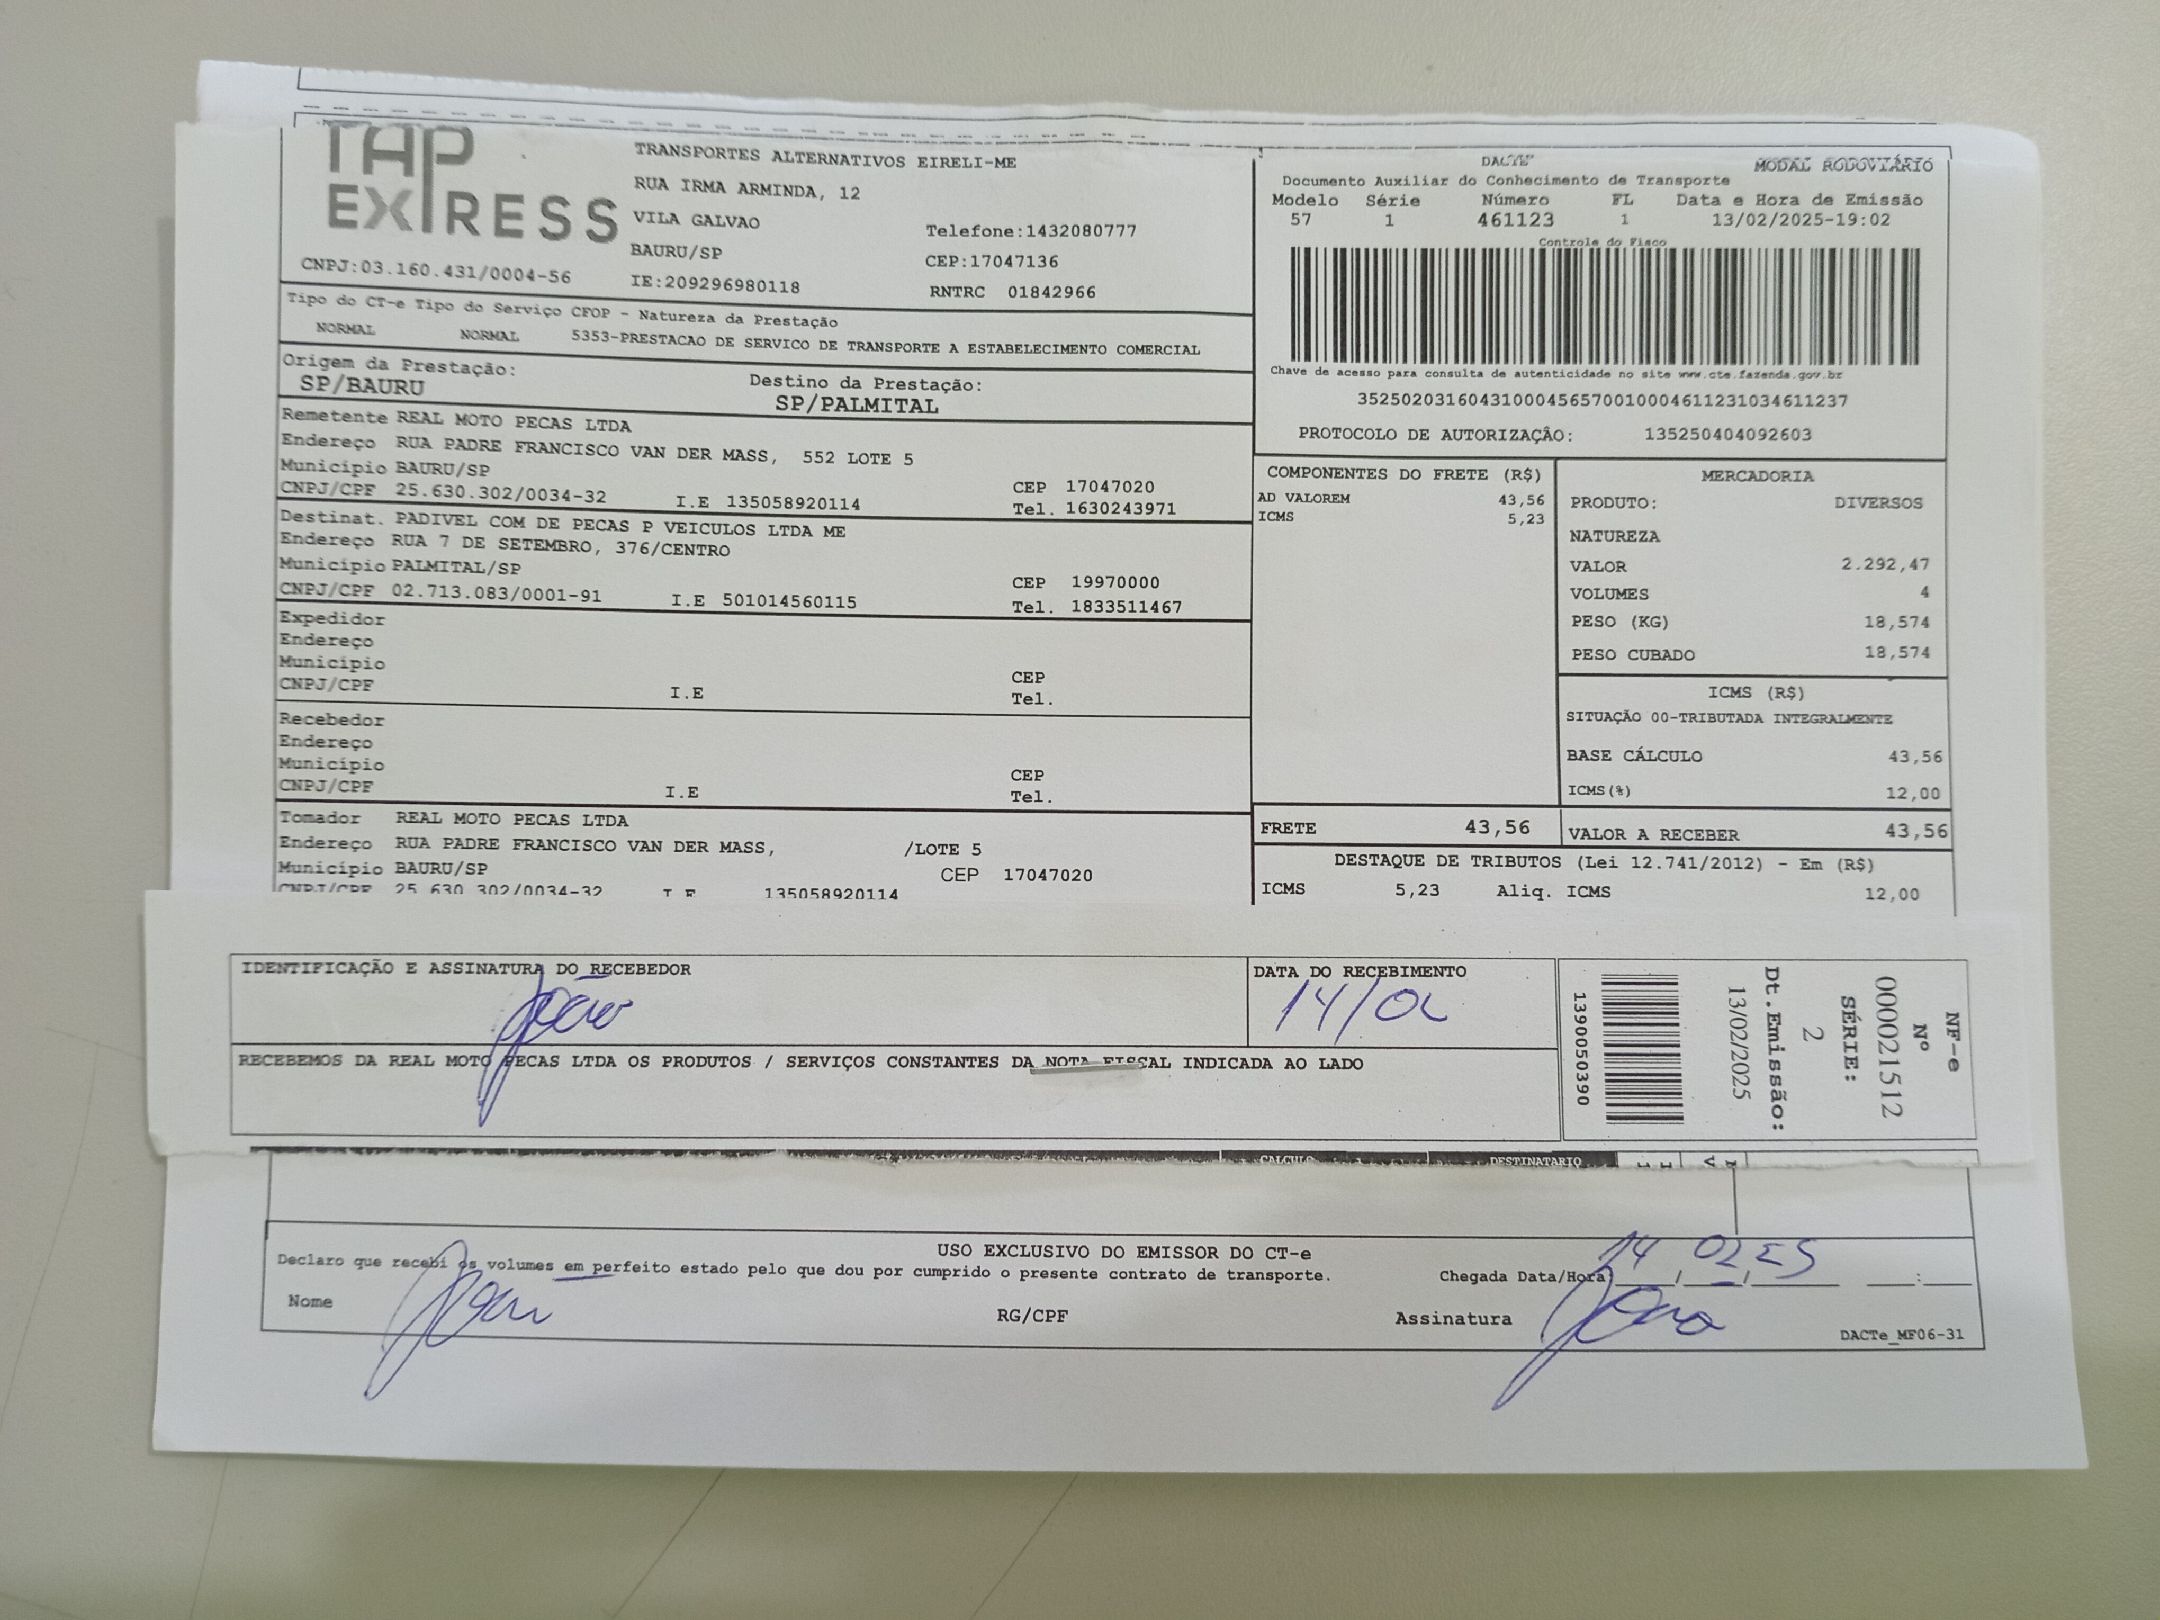 TAP
EXPRESS
CNPJ:03.160.431/0004-56
TRANSPORTES ALTERNATIVOS EIRELI-ME
RUA IRMA ARMINDA, 12
VILA GALVAO
BAURU/SP
IE:209296980118
Telefone:1432080777
CEP:17047136
RNTRC 01842966
DACTE MODAL RODOVIÁRIO
Documento Auxiliar do Conhecimento de Transporte
Modelo Série Número FL Data e Hora de Emissão
57 1 461123 1 13/02/2025-19:02
Controle do Fisco
Chave de acesso para consulta de autenticidade no site www.cte.fazenda.gov.br
35250203160431000456570010004611231034611237
PROTOCOLO DE AUTORIZAÇÃO: 135250404092603
Tipo do CT-e Tipo do Serviço CFOP - Natureza da Prestação
NORMAL NORMAL 5353-PRESTACAO DE SERVICO DE TRANSPORTE A ESTABELECIMENTO COMERCIAL
Origem da Prestação: Destino da Prestação:
SP/BAURU SP/PALMITAL
Remetente REAL MOTO PECAS LTDA
Endereço RUA PADRE FRANCISCO VAN DER MASS, 552 LOTE 5
Município BAURU/SP CEP 17047020
CNPJ/CPF 25.630.302/0034-32 I.E 135058920114 Tel. 1630243971
Destinat. PADIVEL COM DE PECAS P VEICULOS LTDA ME
Endereço RUA 7 DE SETEMBRO, 376/CENTRO
Município PALMITAL/SP CEP 19970000
CNPJ/CPF 02.713.083/0001-91 I.E 501014560115 Tel. 1833511467
Expedidor
Endereço
Município CEP
CNPJ/CPF I.E Tel.
Recebedor
Endereço
Município CEP
CNPJ/CPF I.E Tel.
Tomador REAL MOTO PECAS LTDA
Endereço RUA PADRE FRANCISCO VAN DER MASS, /LOTE 5
Município BAURU/SP CEP 17047020
CNPJ/CPF 25.630.302/0034-32 I.E 135058920114
COMPONENTES DO FRETE (R$)
AD VALOREM 43,56
ICMS 5,23
MERCADORIA
PRODUTO: DIVERSOS
NATUREZA
VALOR 2.292,47
VOLUMES 4
PESO (KG) 18,574
PESO CUBADO 18,574
ICMS (R$)
SITUAÇÃO 00-TRIBUTADA INTEGRALMENTE
BASE CÁLCULO 43,56
ICMS(%) 12,00
FRETE 43,56 VALOR A RECEBER 43,56
DESTAQUE DE TRIBUTOS (Lei 12.741/2012) - Em (R$)
ICMS 5,23 Aliq. ICMS 12,00
IDENTIFICAÇÃO E ASSINATURA DO RECEBEDOR
João
DATA DO RECEBIMENTO
14/02
RECEBEMOS DA REAL MOTO PECAS LTDA OS PRODUTOS / SERVIÇOS CONSTANTES DA NOTA FISCAL INDICADA AO LADO
NF-e
Nº
000021512
SÉRIE:
2
Dt.Emissão:
13/02/2025
1390050390
CALCULO DESTINATARIO
USO EXCLUSIVO DO EMISSOR DO CT-e
Declaro que recebi os volumes em perfeito estado pelo que dou por cumprido o presente contrato de transporte.
Chegada Data/Hora 14/02/25 :
Nome João RG/CPF Assinatura João
DACTe_MF06-31